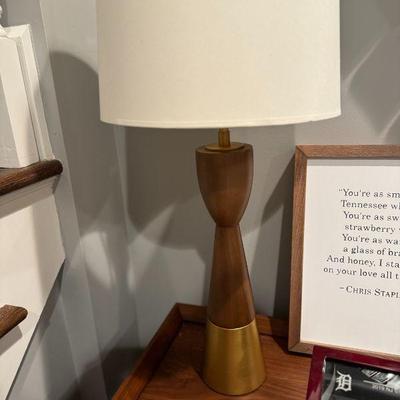 "You're as sm
Tennessee wh
You're as sw
strawberry
You're as wa
a glass of bra
And honey, I sta
on your love all t
– CHRIS STAPL
D